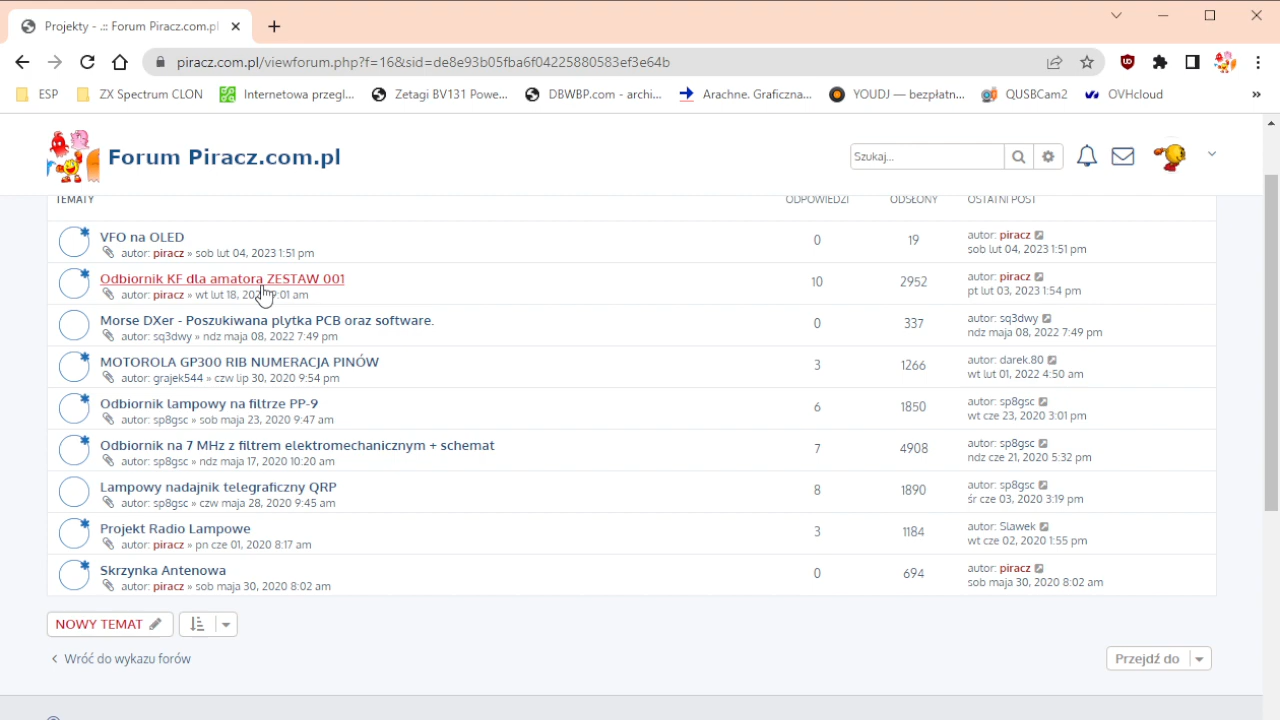 Projekty - .:: Forum Piracz.com.pl
piracz.com.pl/viewforum.php?f=16&sid=de8e93b05fba3f04225880583ef3e64b
ESP
ZX Spectrum CLON
Internetowa przegl...
Zetagi BV131 Powe...
DBWBP.com - archi...
Arachne. Graficzna...
YOUDJ — bezpłatn...
QUSBCam2
OVHcloud
»
Forum Piracz.com.pl
Szukaj...
TEMATY ODPOWIEDZI ODSŁONY OSTATNI POST
VFO na OLED
autor: piracz » sob lut 04, 2023 1:51 pm
0
19
autor: piracz
sob lut 04, 2023 1:51 pm
Odbiornik KF dla amatora ZESTAW 001
autor: piracz » wt lut 18, 9:01 am
10
2952
autor: piracz
pt lut 03, 2023 1:54 pm
Morse DXer - Poszukiwana plytka PCB oraz software.
autor: sq3dwy » ndz maja 08, 2022 7:49 pm
0
337
autor: sq3dwy
ndz maja 08, 2022 7:49 pm
MOTOROLA GP300 RIB NUMERACJA PINÓW
autor: grajek544 » czw lip 30, 2020 9:54 pm
3
1266
autor: darek.80
wt lut 01, 2022 4:50 am
Odbiornik lampowy na filtrze PP-9
autor: sp8gsc » sob maja 23, 2020 9:47 am
6
1850
autor: sp8gsc
wt cze 23, 2020 3:01 pm
Odbiornik na 7 MHz z filtrem elektromechanicznym + schemat
autor: sp8gsc » ndz maja 17, 2020 10:20 am
7
4908
autor: sp8gsc
ndz cze 21, 2020 5:32 pm
Lampowy nadajnik telegraficzny QRP
autor: sp8gsc » czw maja 28, 2020 9:45 am
8
1890
autor: sp8gsc
śr cze 03, 2020 3:19 pm
Projekt Radio Lampowe
autor: piracz » pn cze 01, 2020 8:17 am
3
1184
autor: Slawek
wt cze 02, 2020 1:55 pm
Skrzynka Antenowa
autor: piracz » sob maja 30, 2020 8:02 am
0
694
autor: piracz
sob maja 30, 2020 8:02 am
NOWY TEMAT
Wróć do wykazu forów
Przejdź do